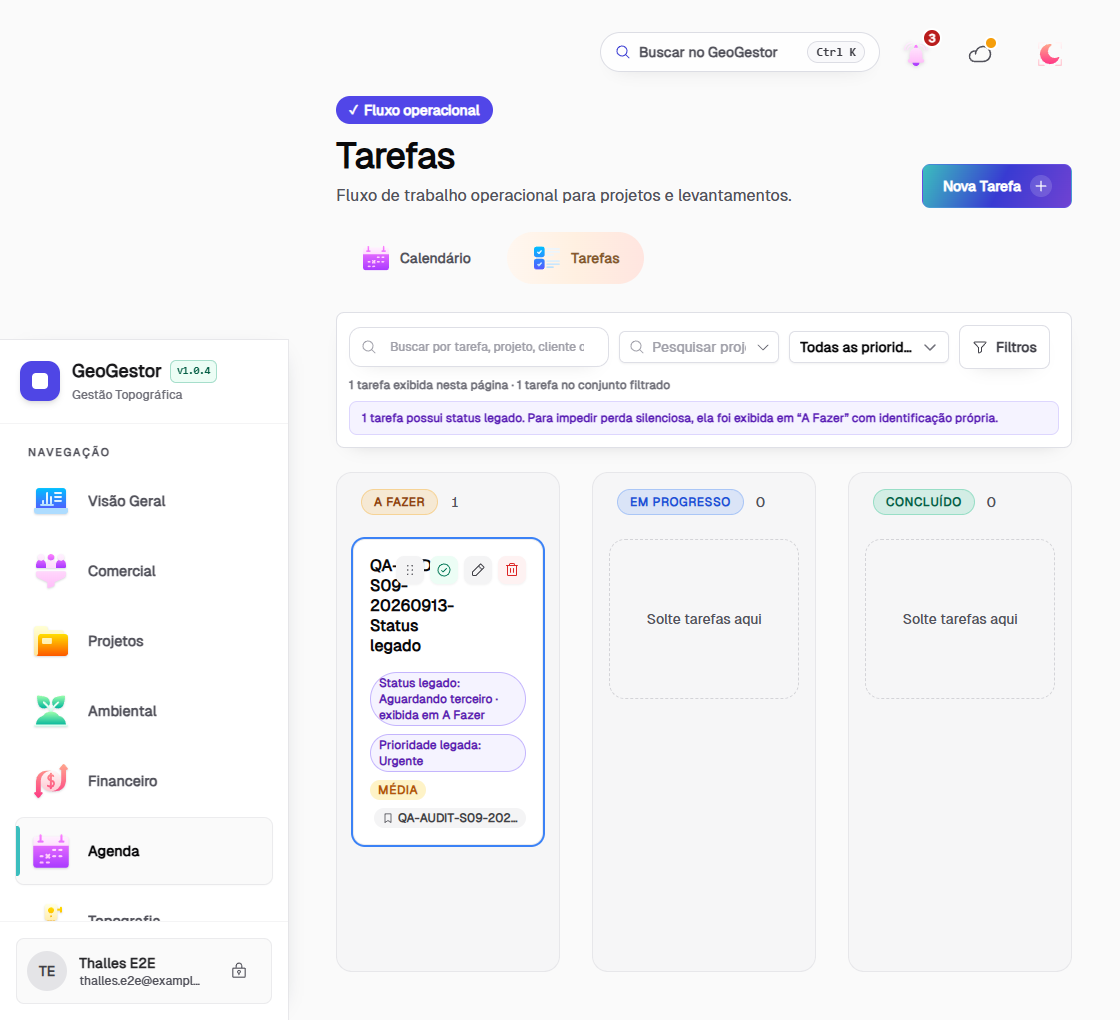 Buscar no GeoGestor
Ctrl K
3
✓ Fluxo operacional
Tarefas
Fluxo de trabalho operacional para projetos e levantamentos.
Nova Tarefa
Calendário
Tarefas
Buscar por tarefa, projeto, cliente
Pesquisar proj
Todas as priorid...
Filtros
1 tarefa exibida nesta página · 1 tarefa no conjunto filtrado
1 tarefa possui status legado. Para impedir perda silenciosa, ela foi exibida em “A Fazer” com identificação própria.
GeoGestor
v1.0.4
Gestão Topográfica
NAVEGAÇÃO
Visão Geral
Comercial
Projetos
Ambiental
Financeiro
Agenda
Topografia
TE
Thalles E2E
thalles.e2e@exampl...
A FAZER
1
QA-
S09-
20260913-
Status
legado
Status legado:
Aguardando terceiro ·
exibida em A Fazer
Prioridade legada:
Urgente
MÉDIA
QA-AUDIT-S09-202...
EM PROGRESSO
0
Solte tarefas aqui
CONCLUÍDO
0
Solte tarefas aqui